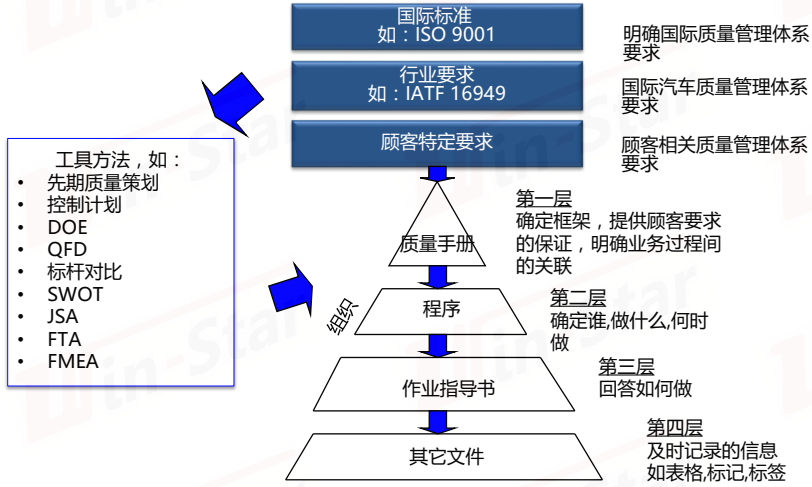 国际标准
如：ISO 9001
明确国际质量管理体系
要求
行业要求
如：IATF 16949
国际汽车质量管理体系
要求
顾客特定要求
顾客相关质量管理体系
要求
工具方法，如：
• 先期质量策划
• 控制计划
• DOE
• QFD
• 标杆对比
• SWOT
• JSA
• FTA
• FMEA
质量手册
第一层
确定框架，提供顾客要求
的保证，明确业务过程间
的关联
组织
程序
第二层
确定谁,做什么,何时
做
作业指导书
第三层
回答如何做
其它文件
第四层
及时记录的信息
如表格,标记,标签
Win-Star